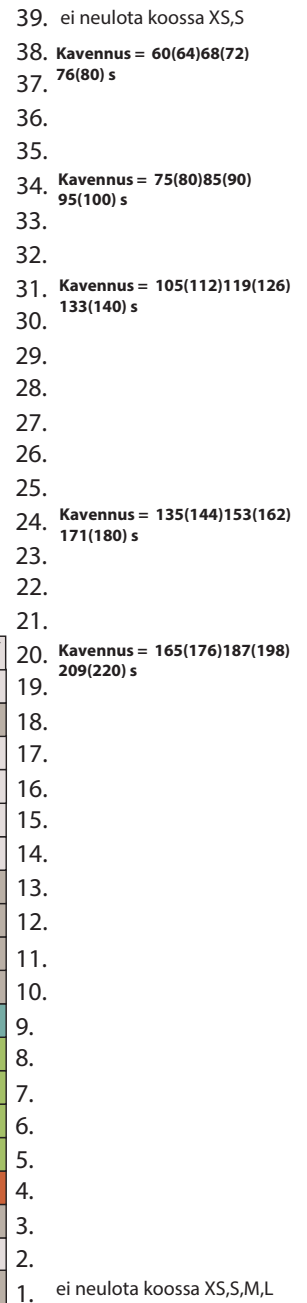 39. ei neulota koossa XS,S
38. Kavennus = 60(64)68(72)
37. 76(80) s
36.
35.
34. Kavennus = 75(80)85(90)
95(100) s
33.
32.
31. Kavennus = 105(112)119(126)
30. 133(140) s
29.
28.
27.
26.
25.
24. Kavennus = 135(144)153(162)
171(180) s
23.
22.
21.
20. Kavennus = 165(176)187(198)
209(220) s
19.
18.
17.
16.
15.
14.
13.
12.
11.
10.
9.
8.
7.
6.
5.
4.
3.
2.
1. ei neulota koossa XS,S,M,L